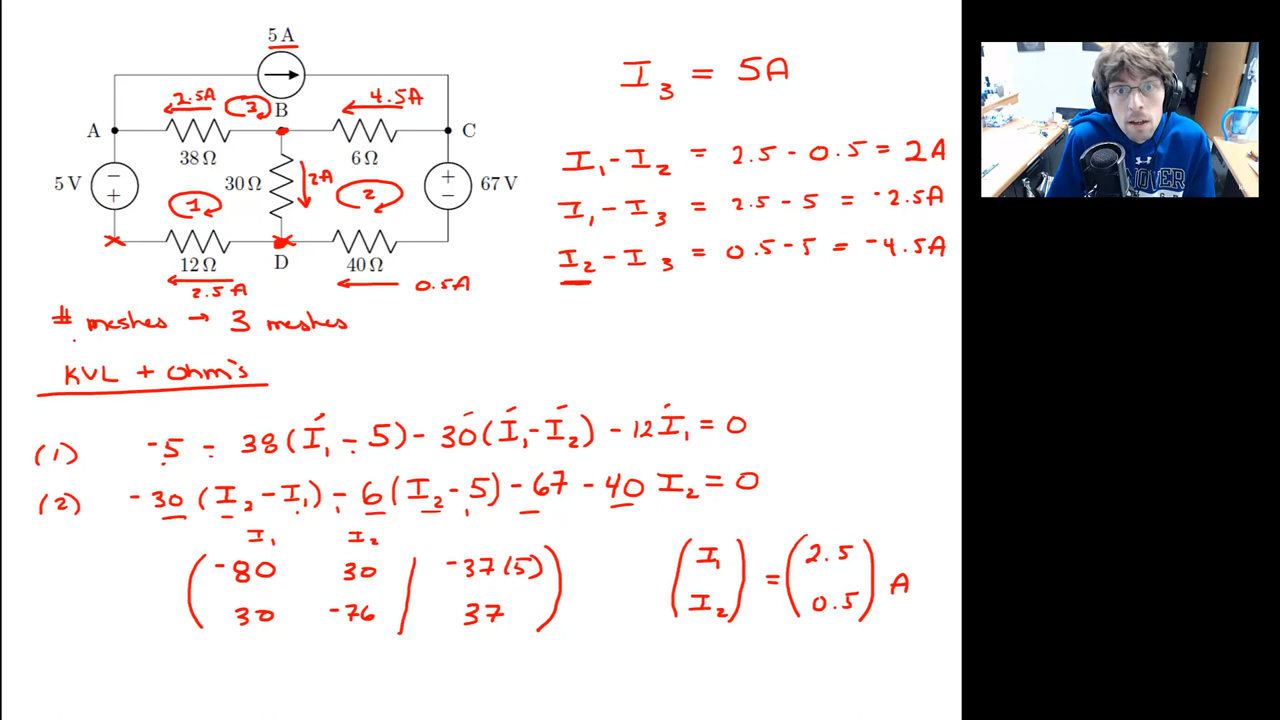 5 A
2.5A
3
B
4.5A
A
C
38 Ω
6 Ω
5 V
−
+
30 Ω
2A
+
−
67 V
1
2
12 Ω
D
40 Ω
2.5A
0.5A
I₃ = 5A
I₁ - I₂ = 2.5 - 0.5 = 2A
I₁ - I₃ = 2.5 - 5 = -2.5A
I₂ - I₃ = 0.5 - 5 = -4.5A
# meshes → 3 meshes
KVL + Ohm's
(1) -5 - 38(I₁ - 5) - 30(I₁ - I₂) - 12I₁ = 0
(2) -30(I₂ - I₁) - 6(I₂ - 5) - 67 - 40 I₂ = 0
I₁ I₂
-80 30 | -37(5)
30 -76 | 37
(I₁ I₂) = (2.5 0.5) A